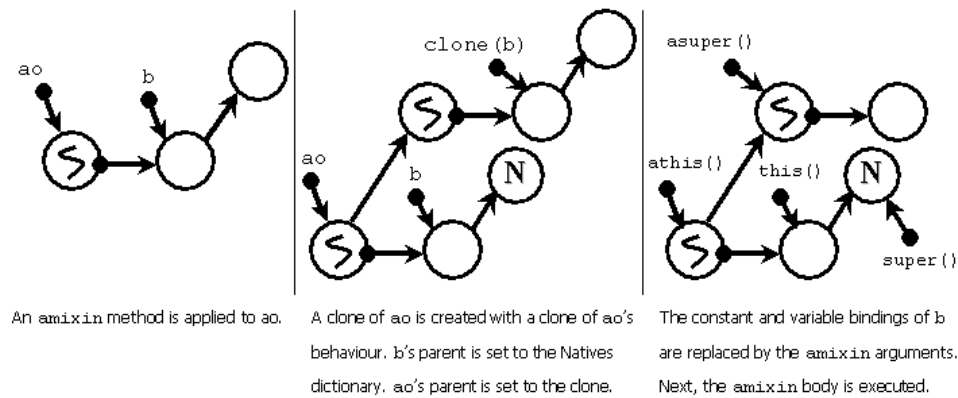 ao
b
S
An amixin method is applied to ao.
clone(b)
S
ao
b
N
S
A clone of ao is created with a clone of ao's
behaviour. b's parent is set to the Natives
dictionary. ao's parent is set to the clone.
asuper()
S
athis()
this()
N
S
super()
The constant and variable bindings of b
are replaced by the amixin arguments.
Next, the amixin body is executed.